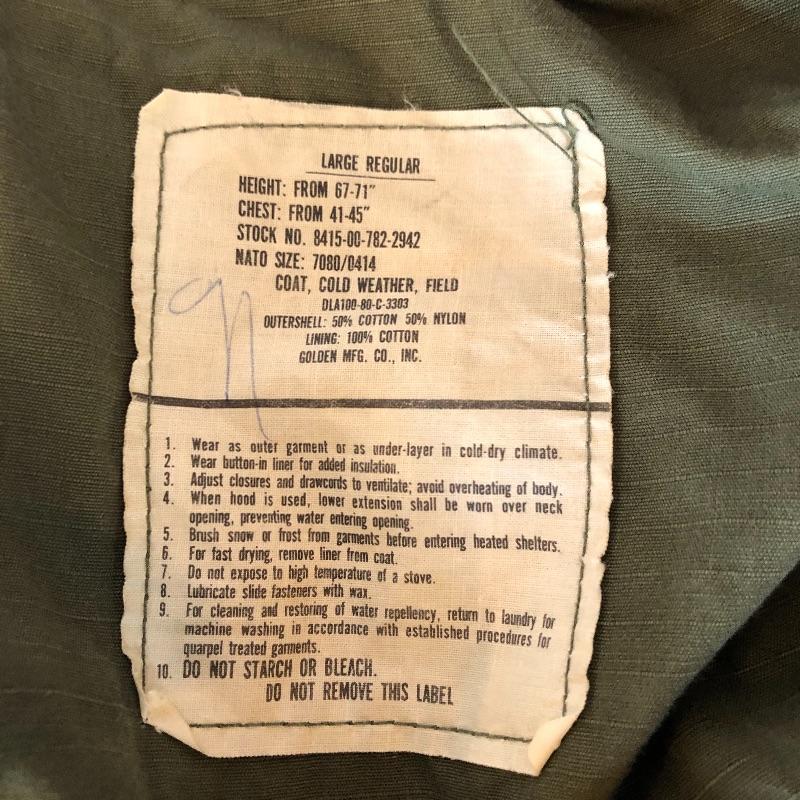 LARGE REGULAR
HEIGHT: FROM 67-71"
CHEST: FROM 41-45"
STOCK NO. 8415-00-782-2942
NATO SIZE: 7080/0414
COAT, COLD WEATHER, FIELD
DLA100-80-C-3303
OUTERSHELL: 50% COTTON 50% NYLON
LINING: 100% COTTON
GOLDEN MFG. CO., INC.
1. Wear as outer garment or as under-layer in cold-dry climate.
2. Wear button-in liner for added insulation.
3. Adjust closures and drawcords to ventilate; avoid overheating of body.
4. When hood is used, lower extension shall be worn over neck
opening, preventing water entering opening.
5. Brush snow or frost from garments before entering heated shelters.
6. For fast drying, remove liner from coat.
7. Do not expose to high temperature of a stove.
8. Lubricate slide fasteners with wax.
9. For cleaning and restoring of water repellency, return to laundry for
machine washing in accordance with established procedures for
quarpel treated garments.
10. DO NOT STARCH OR BLEACH.
DO NOT REMOVE THIS LABEL